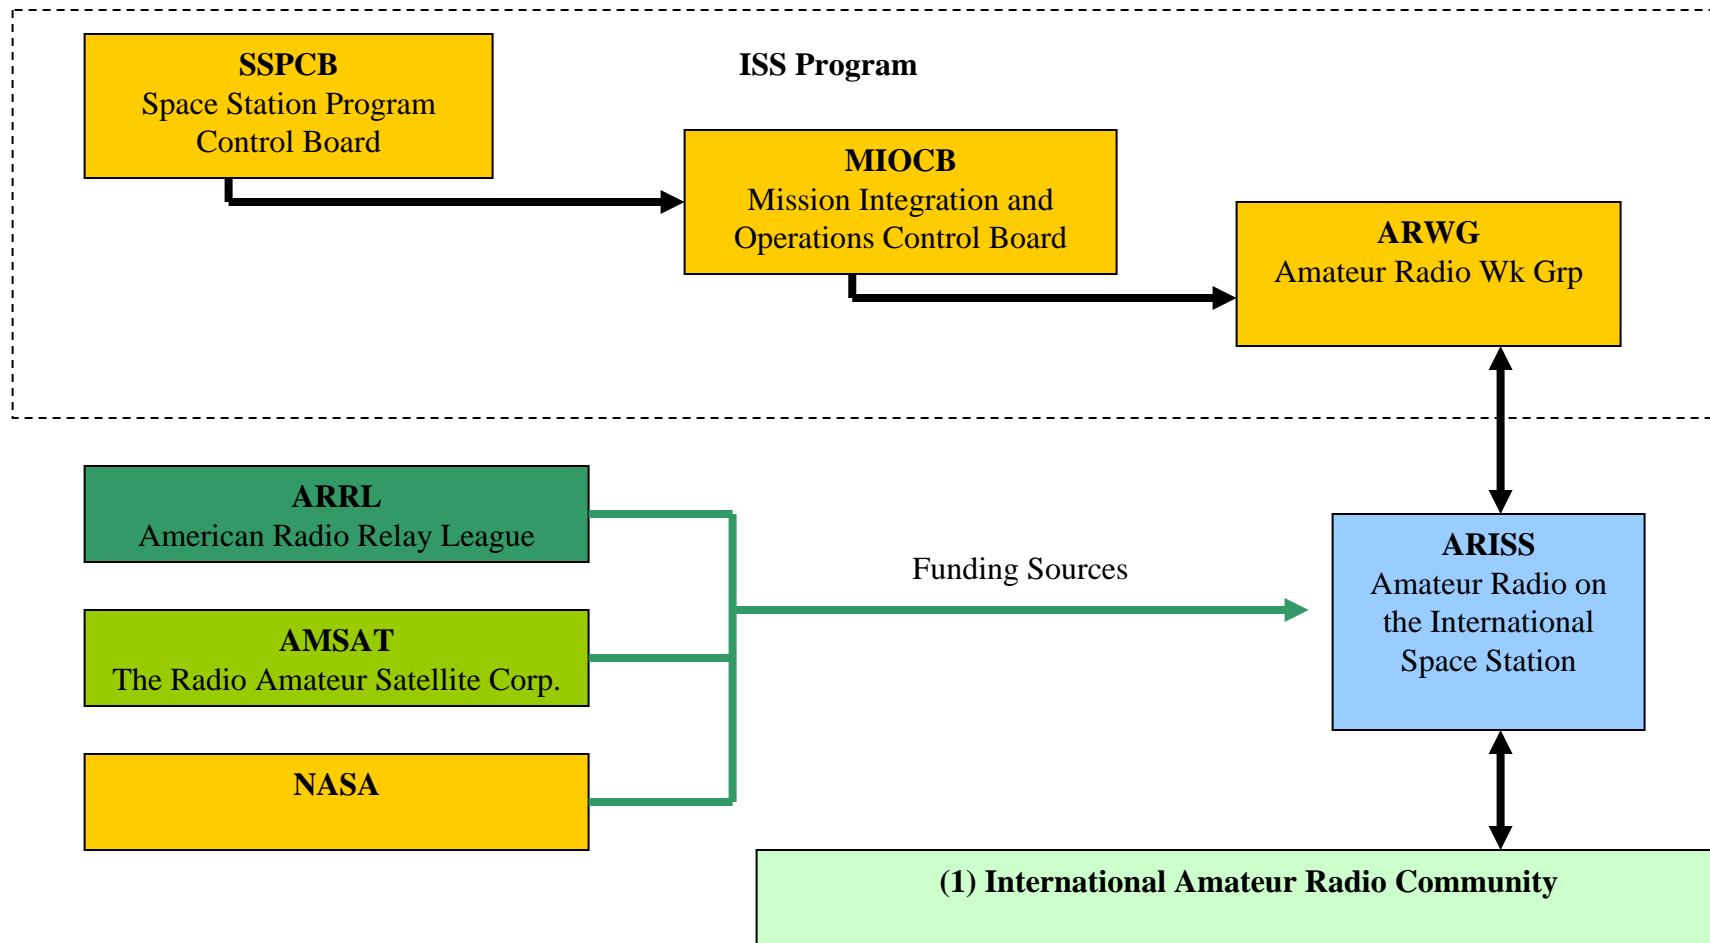 SSPCB
Space Station Program
Control Board
ISS Program
MIOCB
Mission Integration and
Operations Control Board
ARWG
Amateur Radio Wk Grp
ARRL
American Radio Relay League
AMSAT
The Radio Amateur Satellite Corp.
NASA
Funding Sources
ARISS
Amateur Radio on
the International
Space Station
(1) International Amateur Radio Community